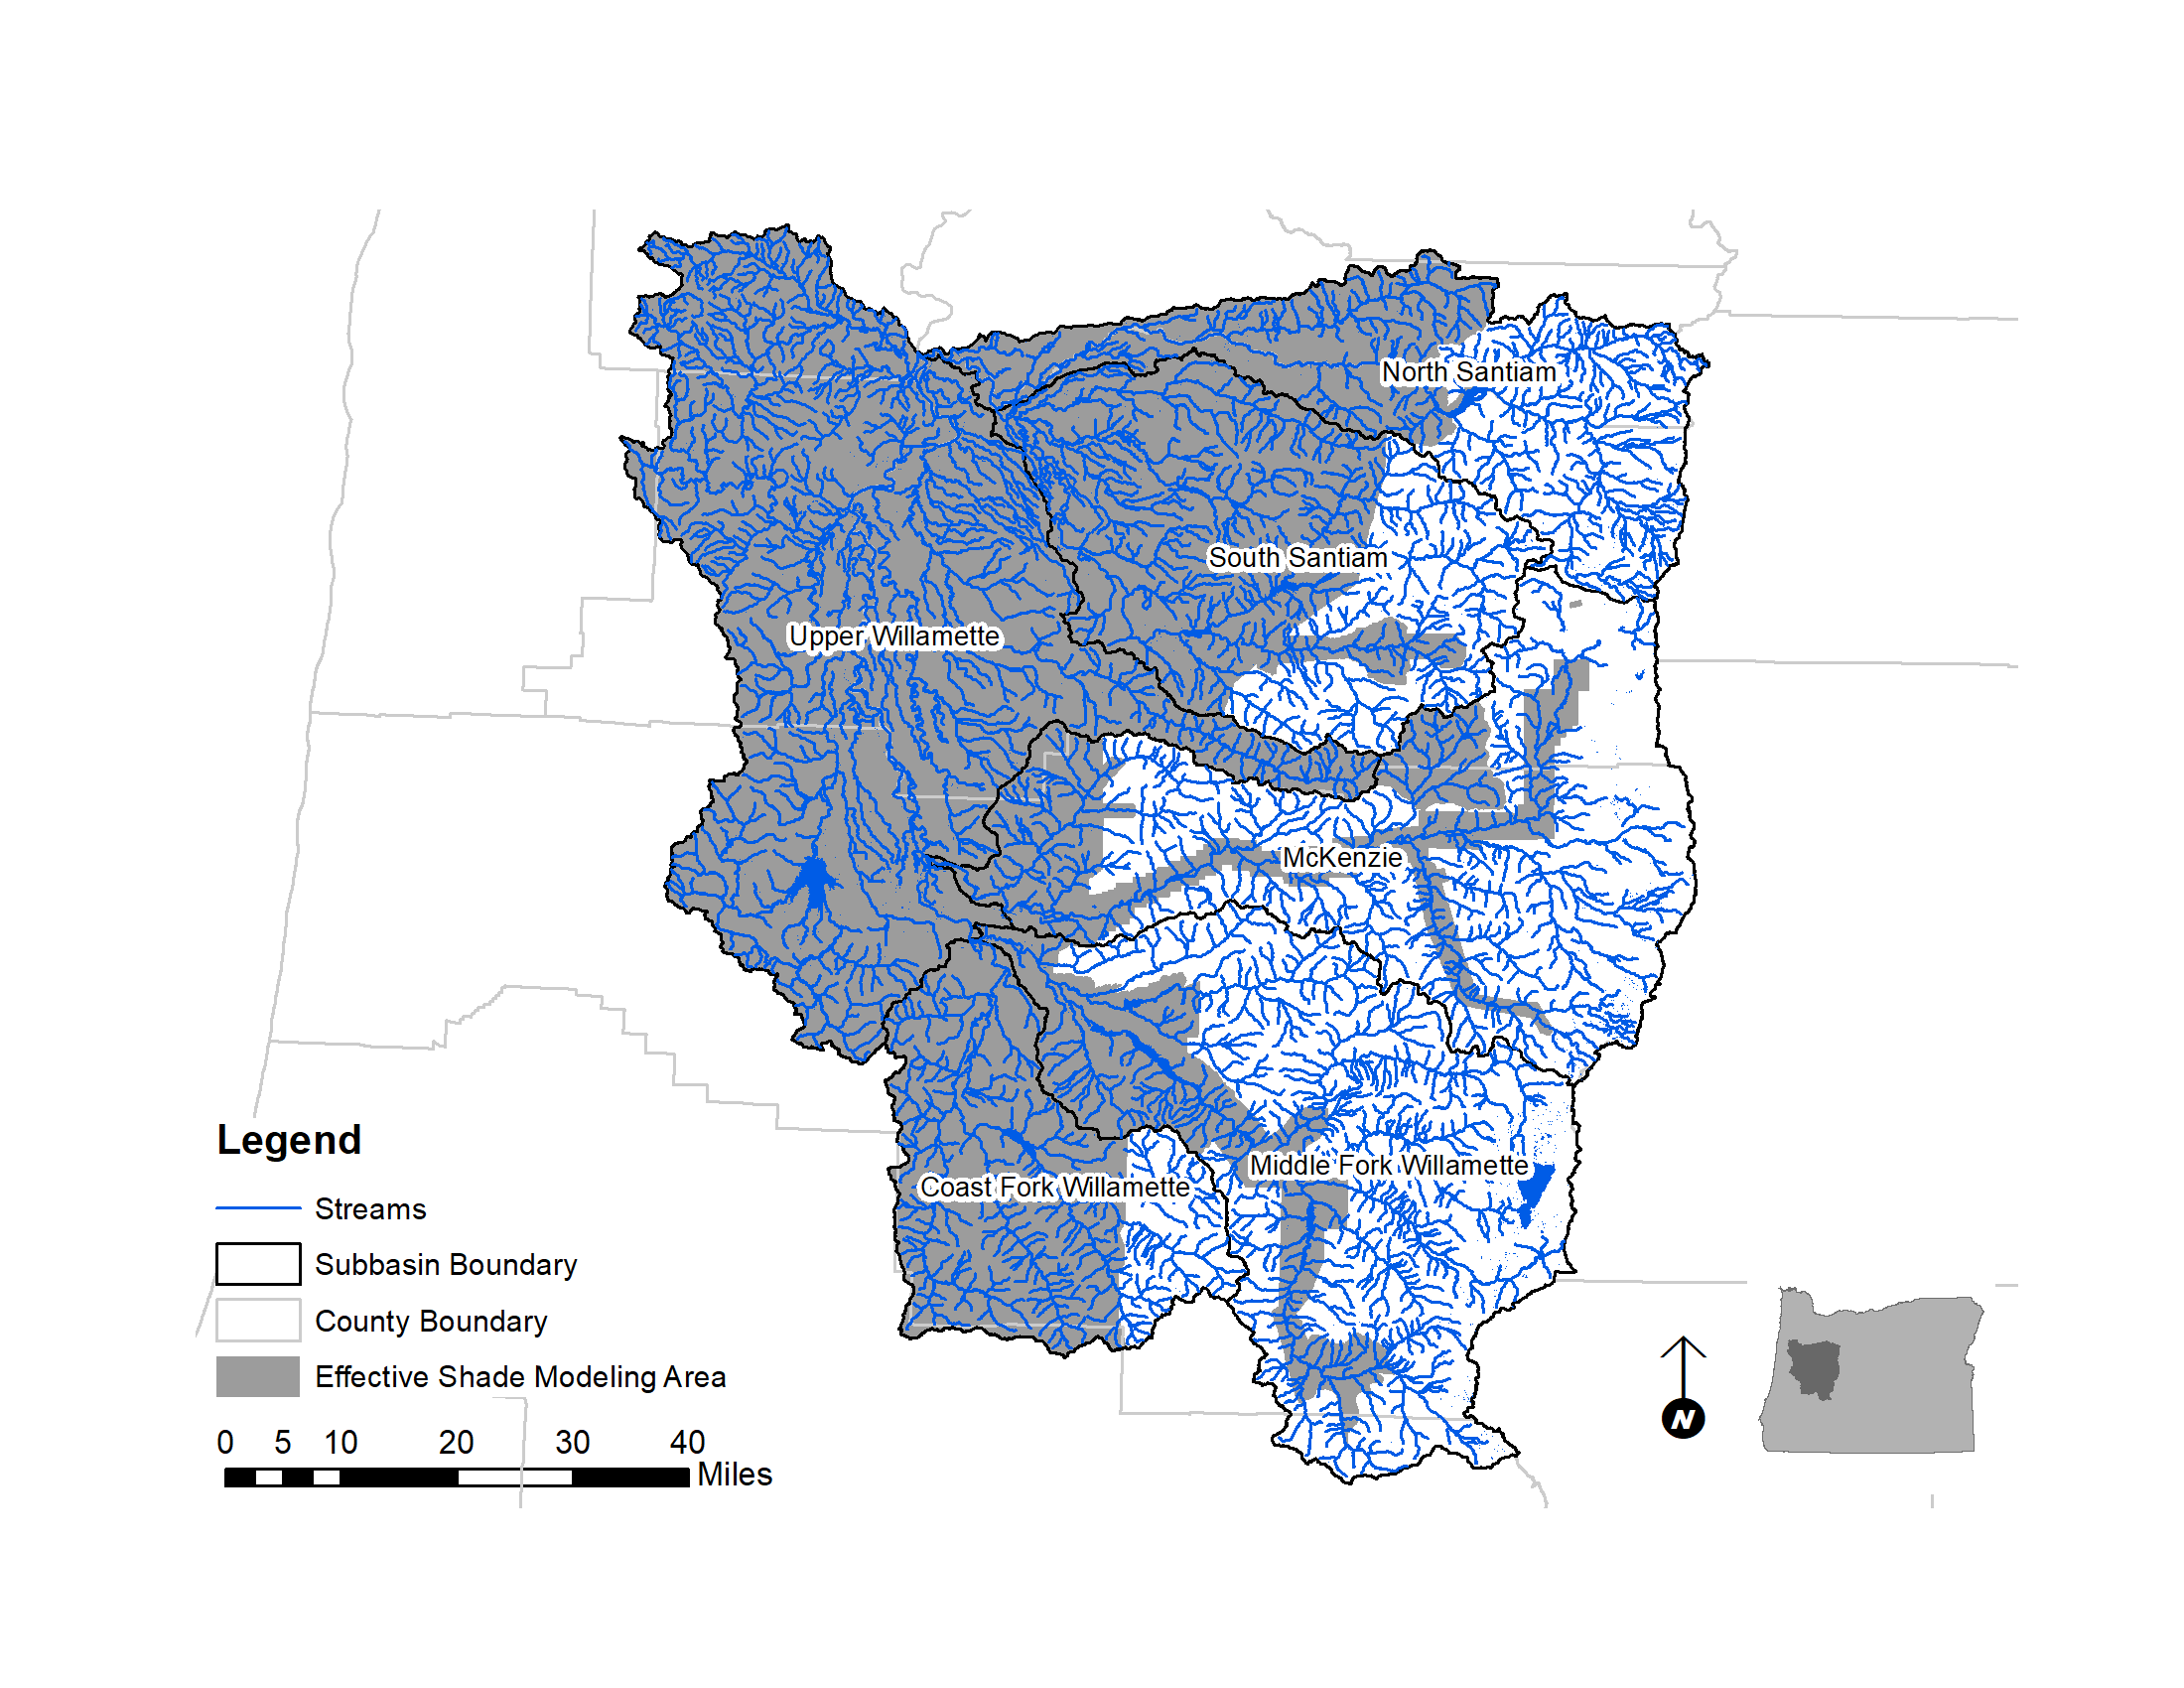 North Santiam
South Santiam
Upper Willamette
McKenzie
Middle Fork Willamette
Coast Fork Willamette
Legend
Streams
Subbasin Boundary
County Boundary
Effective Shade Modeling Area
0 5 10 20 30 40
Miles
N